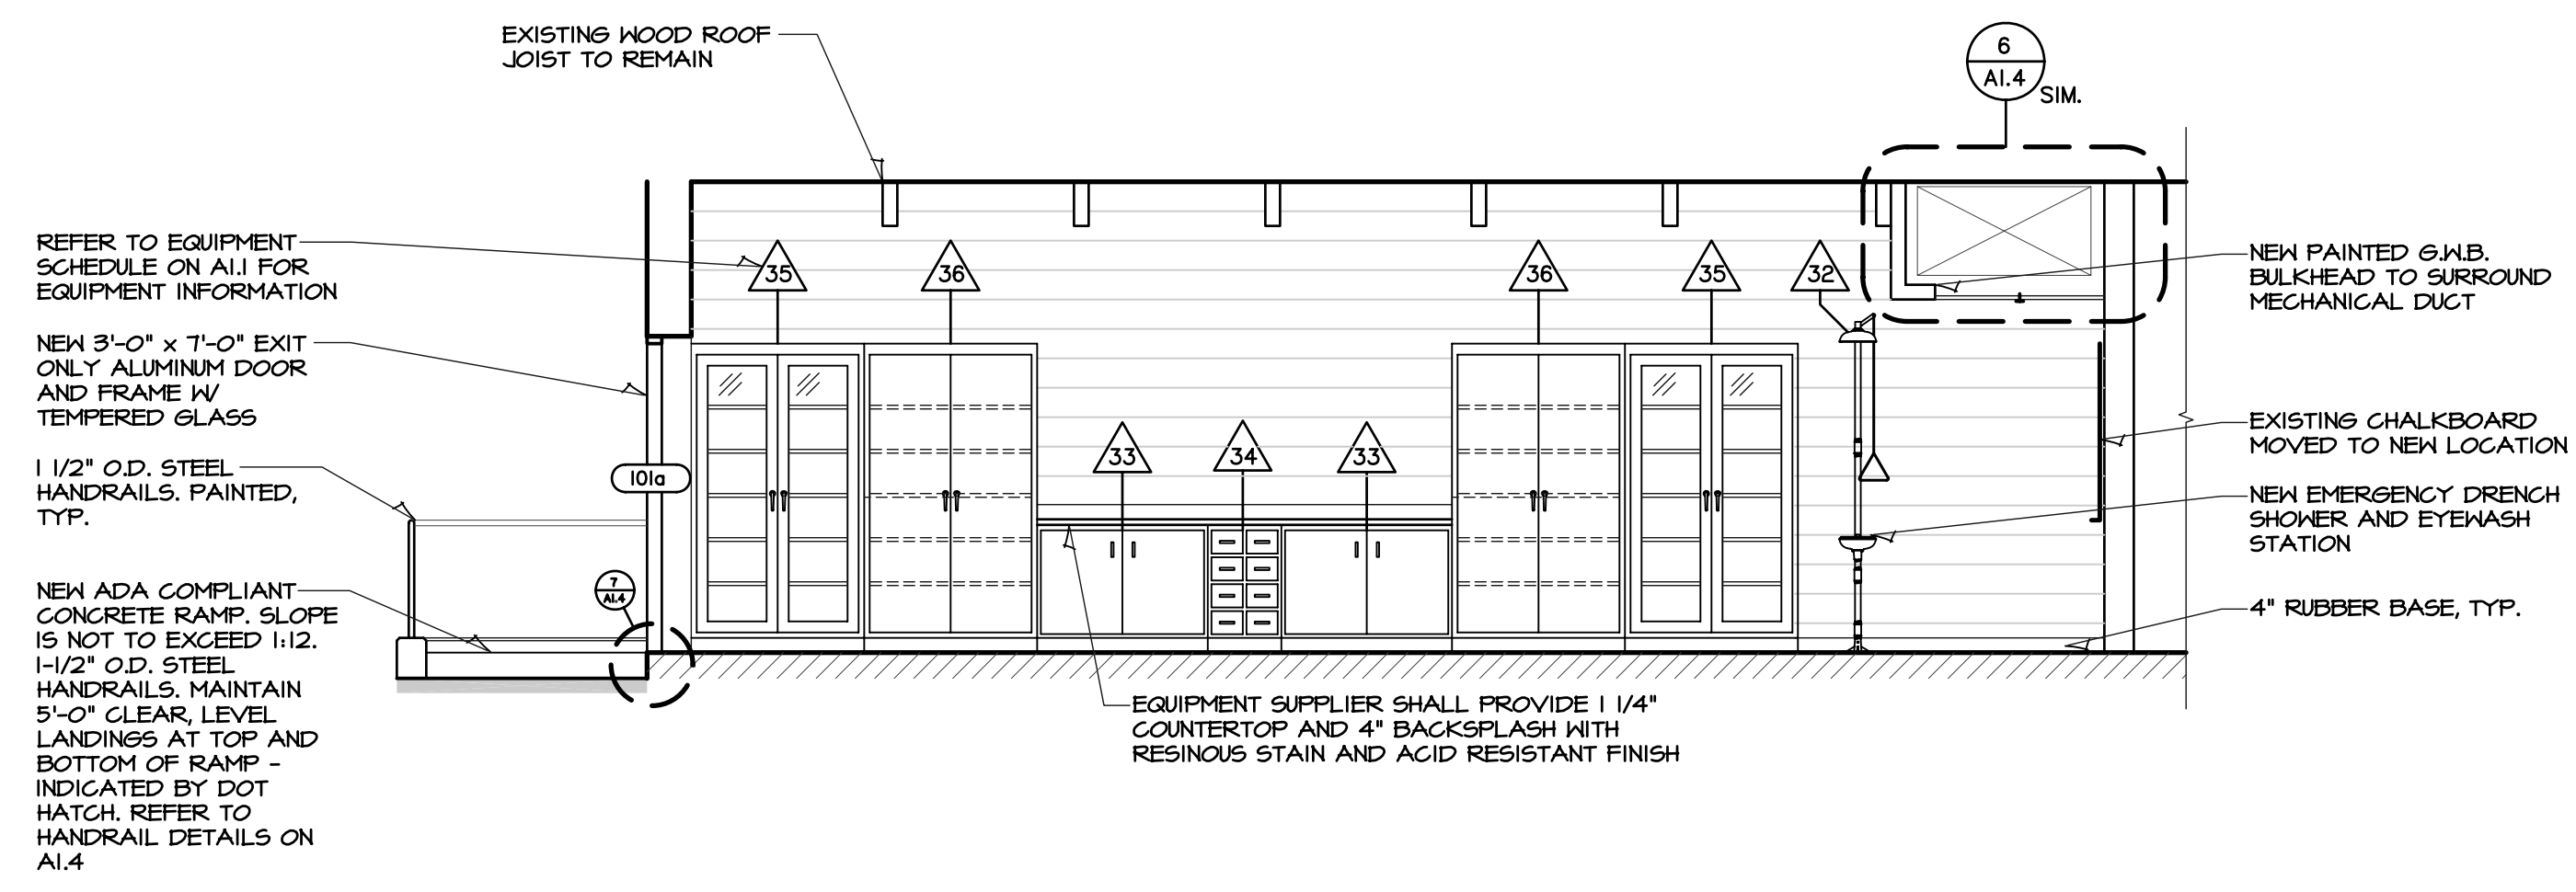 EXISTING WOOD ROOF
JOIST TO REMAIN
6
A1.4
SIM.
REFER TO EQUIPMENT
SCHEDULE ON A1.1 FOR
EQUIPMENT INFORMATION
35
36
36
35
32
NEW PAINTED G.W.B.
BULKHEAD TO SURROUND
MECHANICAL DUCT
NEW 3'-0" x 7'-0" EXIT
ONLY ALUMINUM DOOR
AND FRAME W/
TEMPERED GLASS
EXISTING CHALKBOARD
MOVED TO NEW LOCATION
33
34
33
101a
1 1/2" O.D. STEEL
HANDRAILS. PAINTED,
TYP.
NEW EMERGENCY DRENCH
SHOWER AND EYEWASH
STATION
7
A1.4
NEW ADA COMPLIANT
CONCRETE RAMP. SLOPE
IS NOT TO EXCEED 1:12.
1-1/2" O.D. STEEL
HANDRAILS. MAINTAIN
5'-0" CLEAR, LEVEL
LANDINGS AT TOP AND
BOTTOM OF RAMP -
INDICATED BY DOT
HATCH. REFER TO
HANDRAIL DETAILS ON
A1.4
4" RUBBER BASE, TYP.
EQUIPMENT SUPPLIER SHALL PROVIDE 1 1/4"
COUNTERTOP AND 4" BACKSPLASH WITH
RESINOUS STAIN AND ACID RESISTANT FINISH